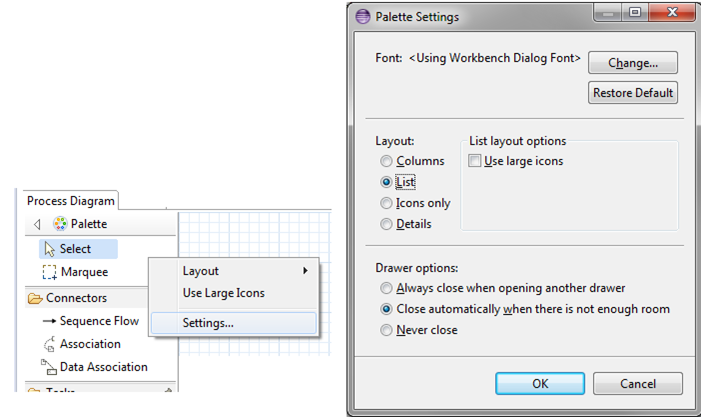 Process Diagram
Palette
Select
Marquee
Connectors
Sequence Flow
Association
Data Association
Tasks
Layout
Use Large Icons
Settings...
Palette Settings
Font: <Using Workbench Dialog Font>
Change...
Restore Default
Layout:
Columns
List
Icons only
Details
List layout options
Use large icons
Drawer options:
Always close when opening another drawer
Close automatically when there is not enough room
Never close
OK
Cancel